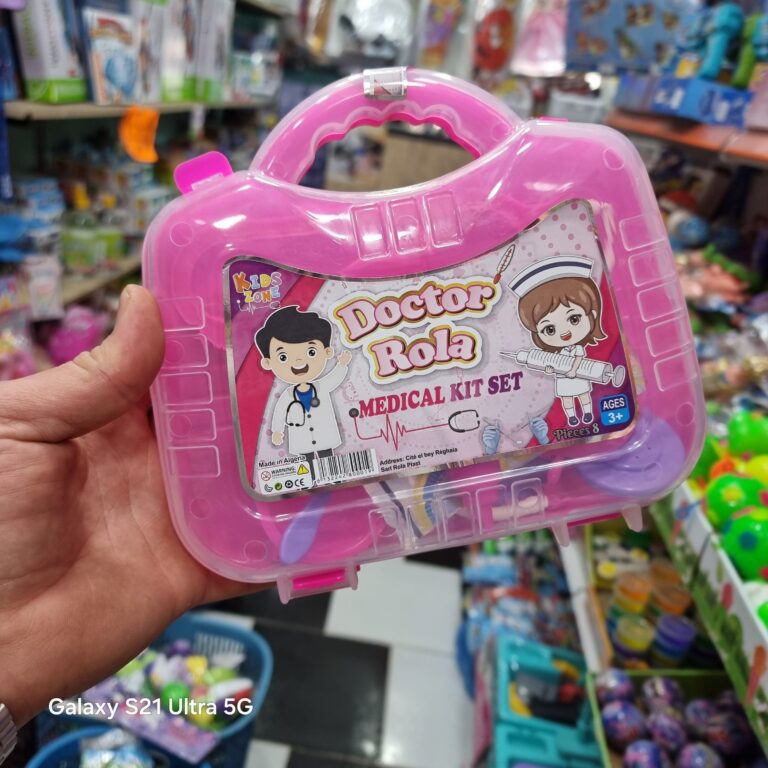 KIDS
ZONE
Doctor
Rola
MEDICAL KIT SET
AGES
3+
Pieces 8
Made in Algeria
WARNING
Address: Cité el bey Réghaia
Sarl Rola Plast
Galaxy S21 Ultra 5G